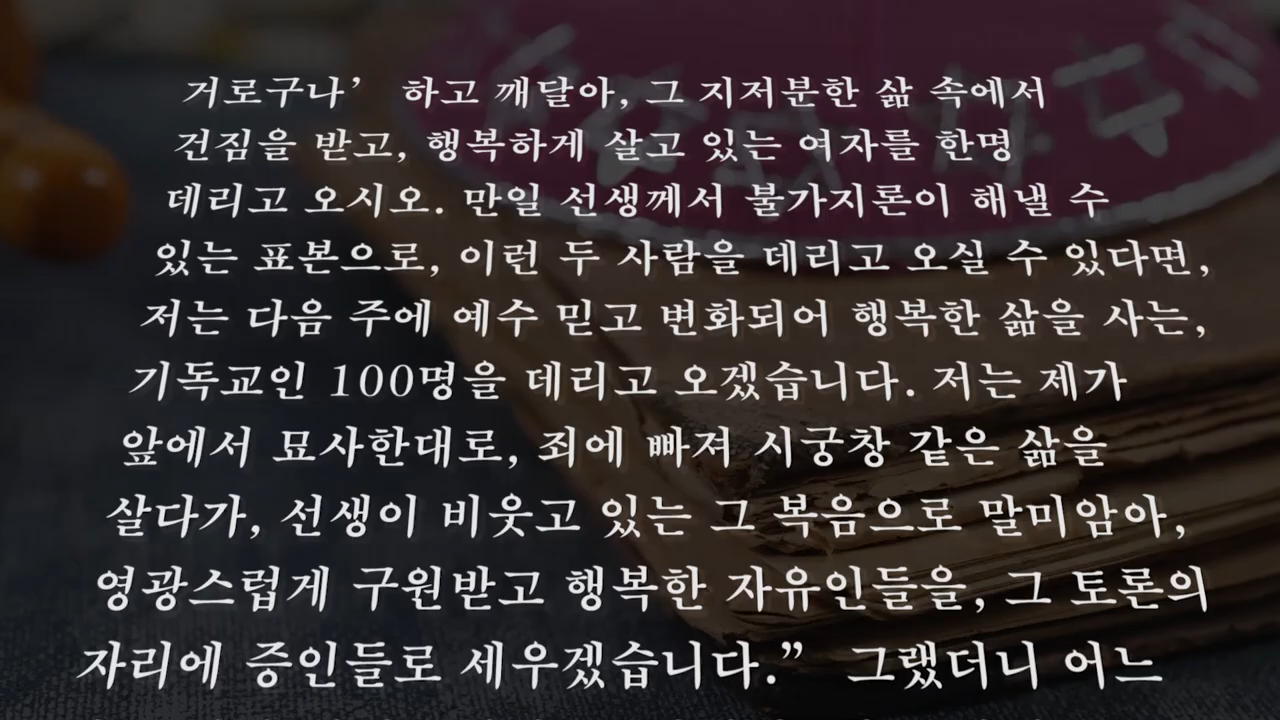 거로구나’ 하고 깨달아, 그 지저분한 삶 속에서
건짐을 받고, 행복하게 살고 있는 여자를 한명
데리고 오시오. 만일 선생께서 불가지론이 해낼 수
있는 표본으로, 이런 두 사람을 데리고 오실 수 있다면,
저는 다음 주에 예수 믿고 변화되어 행복한 삶을 사는,
기독교인 100명을 데리고 오겠습니다. 저는 제가
앞에서 묘사한대로, 죄에 빠져 시궁창 같은 삶을
살다가, 선생이 비웃고 있는 그 복음으로 말미암아,
영광스럽게 구원받고 행복한 자유인들을, 그 토론의
자리에 증인들로 세우겠습니다.” 그랬더니 어느